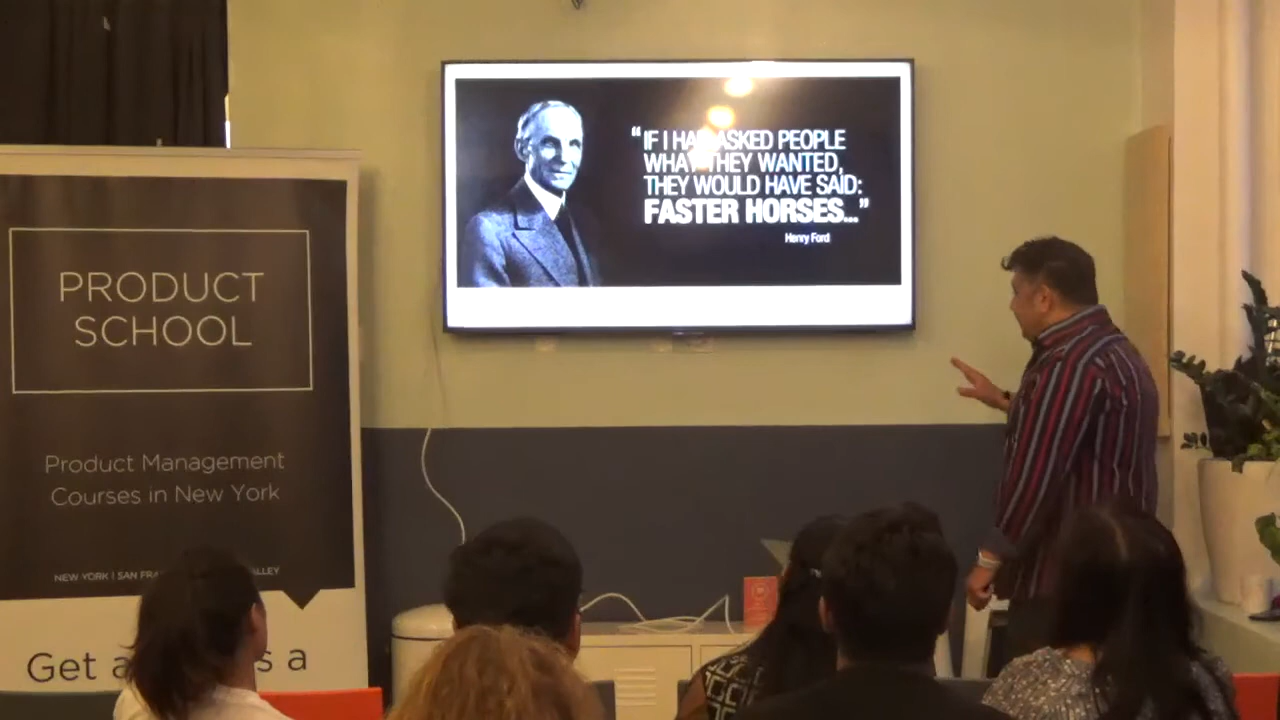 PRODUCT
SCHOOL
Product Management
Courses in New York
NEW YORK | SAN
Get a
s a
“IF I HAD ASKED PEOPLE
WHAT THEY WANTED,
THEY WOULD HAVE SAID:
FASTER HORSES...”
Henry Ford